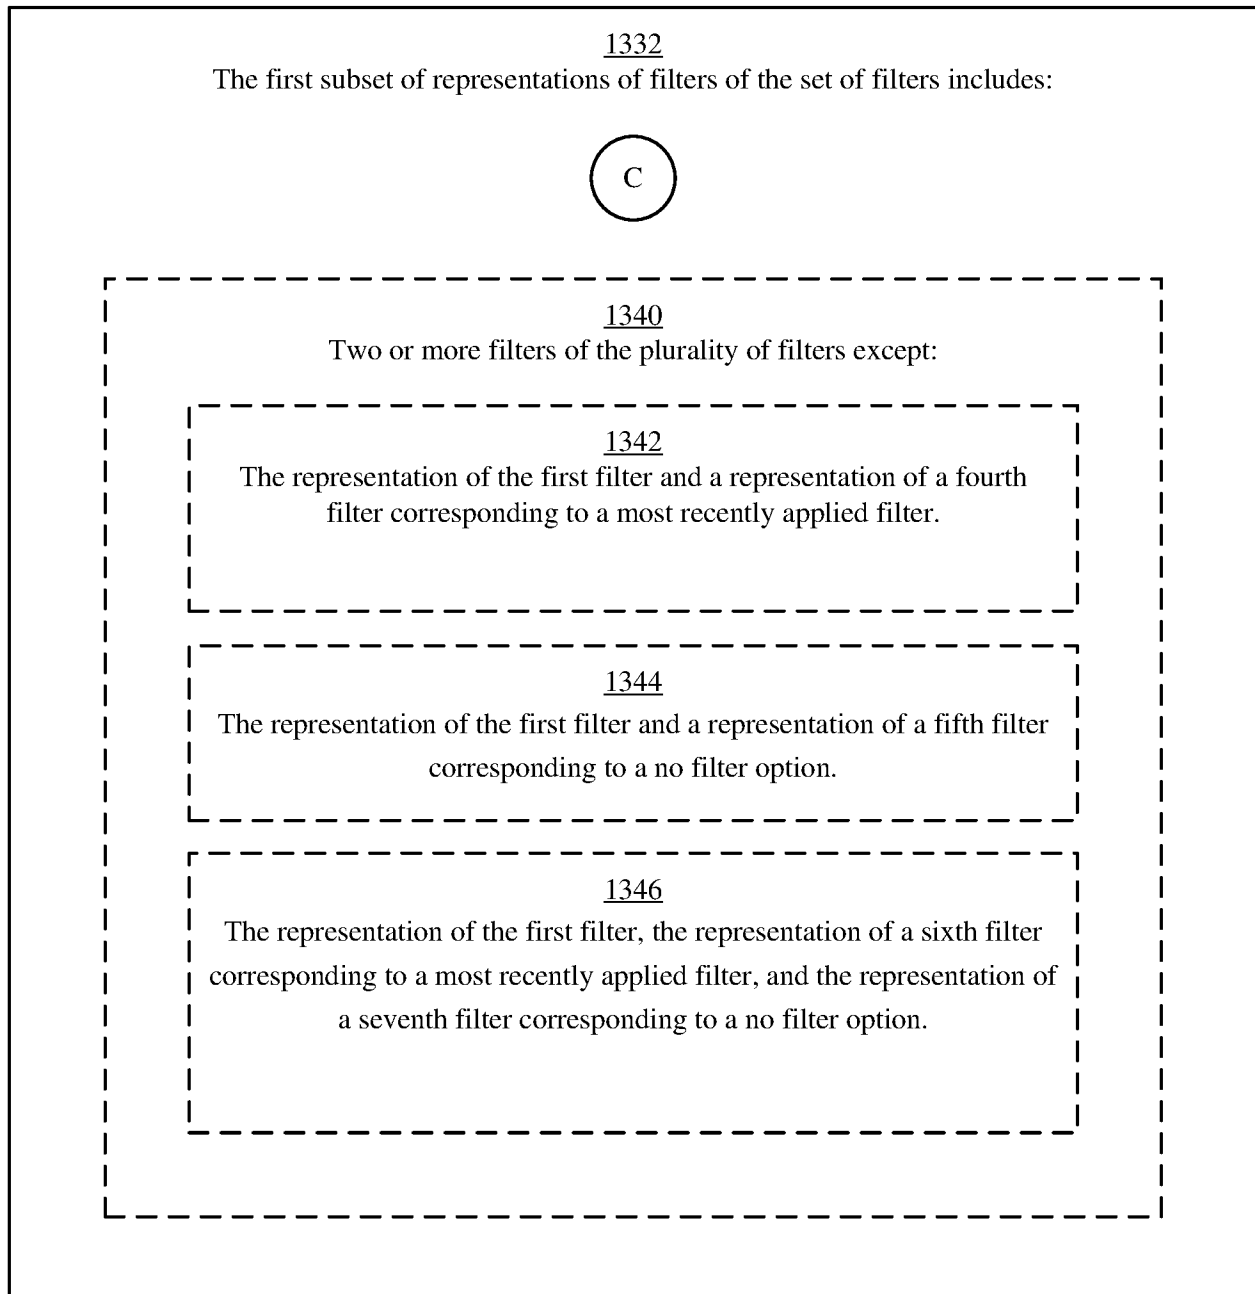 1332
The first subset of representations of filters of the set of filters includes:
C
1340
Two or more filters of the plurality of filters except:
1342
The representation of the first filter and a representation of a fourth
filter corresponding to a most recently applied filter.
1344
The representation of the first filter and a representation of a fifth filter
corresponding to a no filter option.
1346
The representation of the first filter, the representation of a sixth filter
corresponding to a most recently applied filter, and the representation of
a seventh filter corresponding to a no filter option.